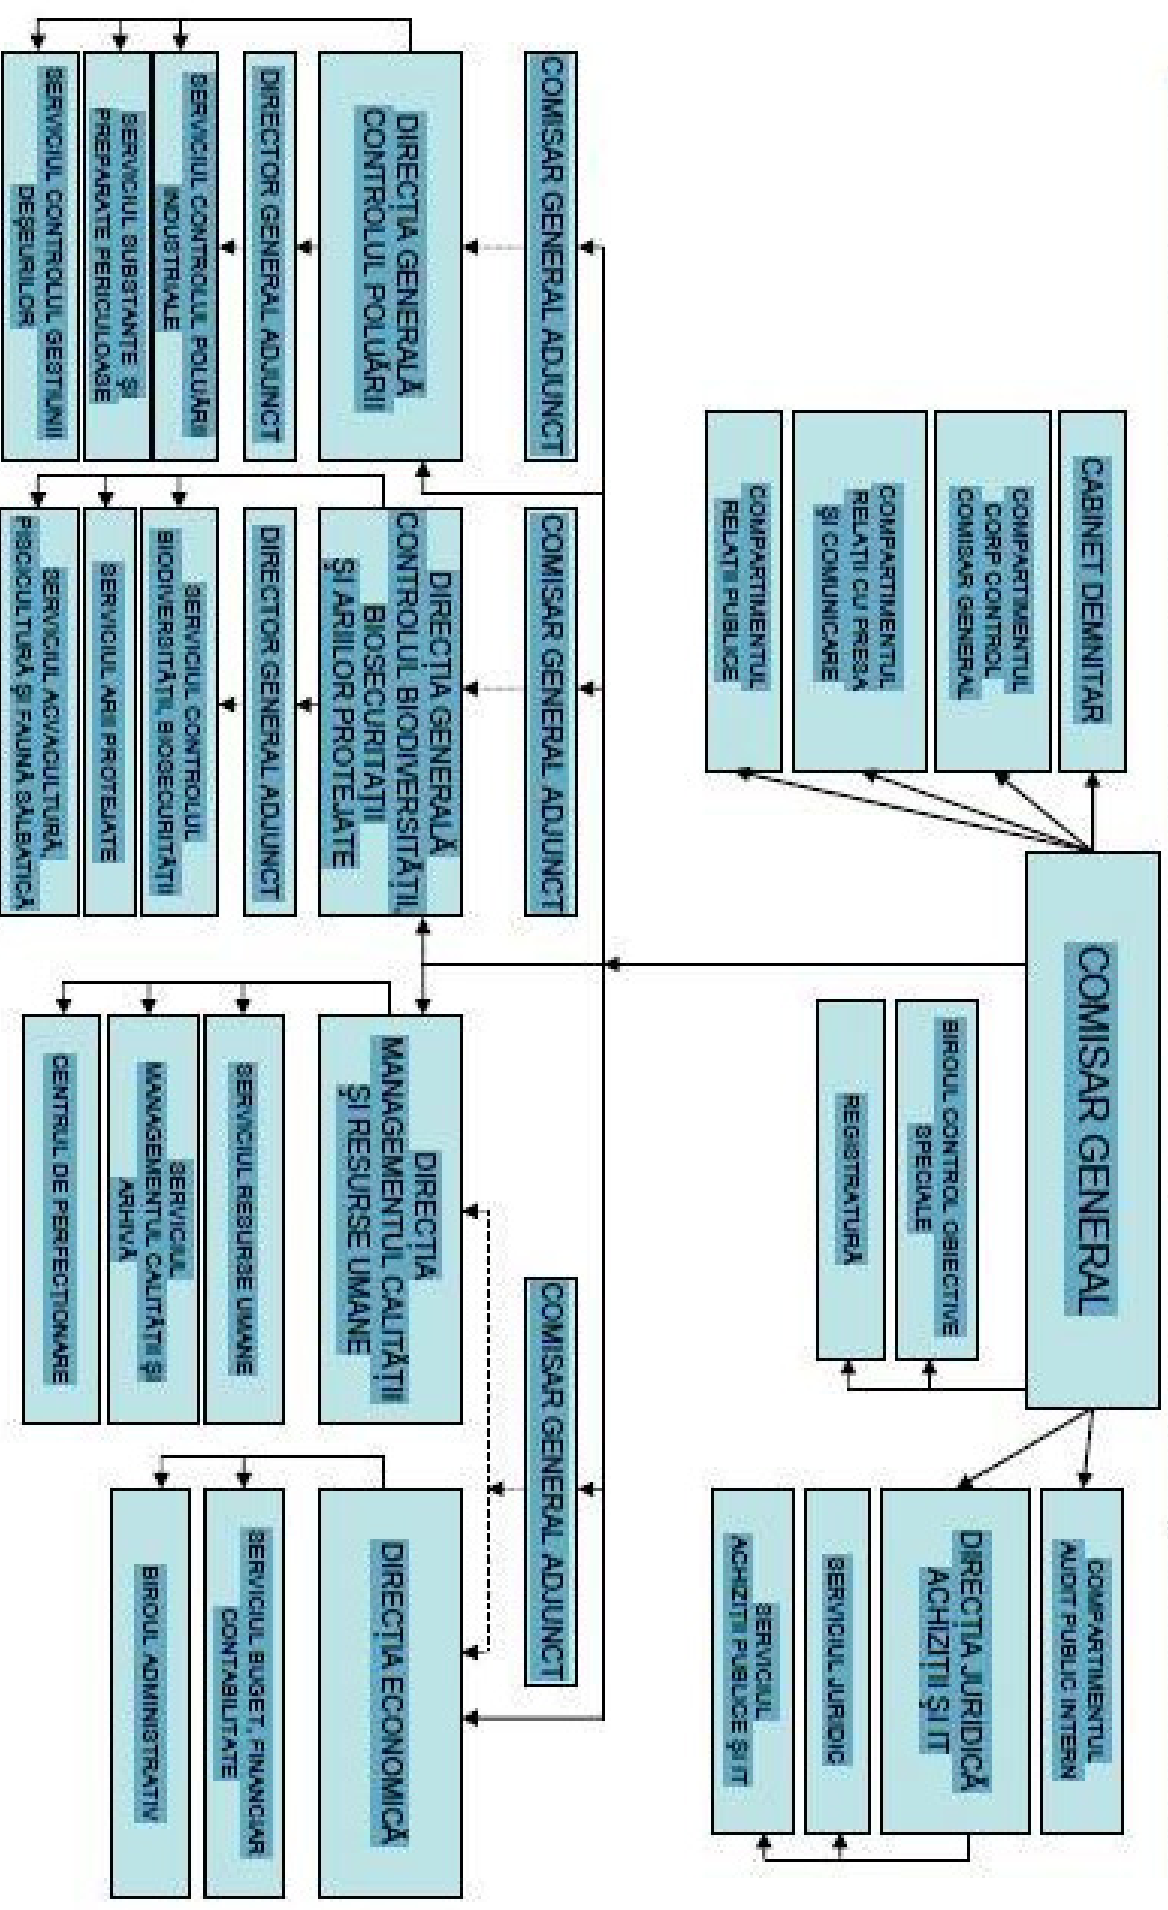 COMISAR GENERAL
CABINET DEMNITAR
COMPARTIMENTUL
CORP CONTROL
COMISAR GENERAL
COMPARTIMENTUL
RELAȚII CU PRESA
ȘI COMUNICARE
COMPARTIMENTUL
RELAȚII PUBLICE
BIROUL CONTROL OBIECTIVE
SPECIALE
REGISTRATURĂ
COMPARTIMENTUL
AUDIT PUBLIC INTERN
DIRECȚIA JURIDICĂ
ACHIZIȚII ȘI IT
SERVICIUL JURIDIC
SERVICIUL
ACHIZIȚII PUBLICE ȘI IT
COMISAR GENERAL ADJUNCT
COMISAR GENERAL ADJUNCT
COMISAR GENERAL ADJUNCT
DIRECȚIA GENERALĂ
CONTROLUL POLUĂRII
DIRECTOR GENERAL ADJUNCT
SERVICIUL CONTROLUL POLUĂRII
INDUSTRIALE
SERVICIUL SUBSTANTE ȘI
PREPARATE PERICULOASE
SERVICIUL CONTROLUL GESTIUNII
DEȘEURILOR
DIRECȚIA GENERALĂ
CONTROLUL BIODIVERSITĂȚII,
BIOSECURITĂȚII
ȘI ARIILOR PROTEJATE
DIRECTOR GENERAL ADJUNCT
SERVICIUL CONTROLUL
BIODIVERSITĂȚII, BIOSECURITĂȚII
SERVICIUL ARII PROTEJATE
SERVICIUL ACVACULTURĂ,
PISCICULTURĂ ȘI FAUNĂ SĂLBATICĂ
DIRECȚIA
MANAGEMENTUL CALITĂȚII
ȘI RESURSE UMANE
SERVICIUL RESURSE UMANE
SERVICIUL
MANAGEMENTUL CALITĂȚII ȘI
ARHIVĂ
CENTRUL DE PERFECȚIONARE
DIRECȚIA ECONOMICĂ
SERVICIUL BUGET, FINANCIAR
CONTABILITATE
BIROUL ADMINISTRATIV